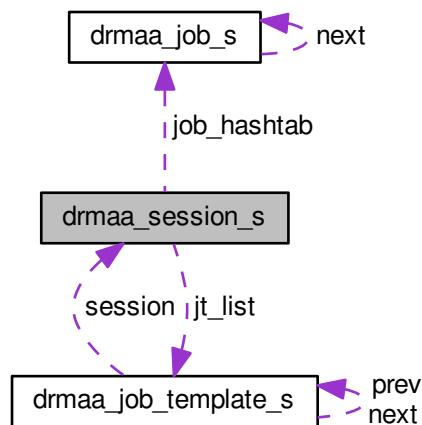 drmaa_job_s
next
job_hashtab
drmaa_session_s
session
jt_list
drmaa_job_template_s
prev
next